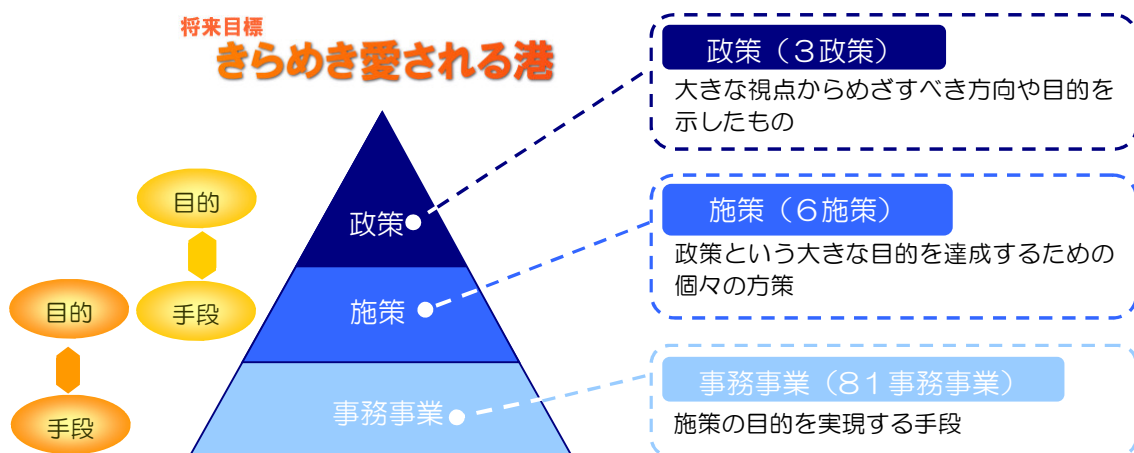 将来目標
きらめき愛される港
政策（３政策）
大きな視点からめざすべき方向や目的を
示したもの
目的
政策
施策（６施策）
政策という大きな目的を達成するための
個々の方策
目的
手段
施策
事務事業（８１事務事業）
施策の目的を実現する手段
手段
事務事業